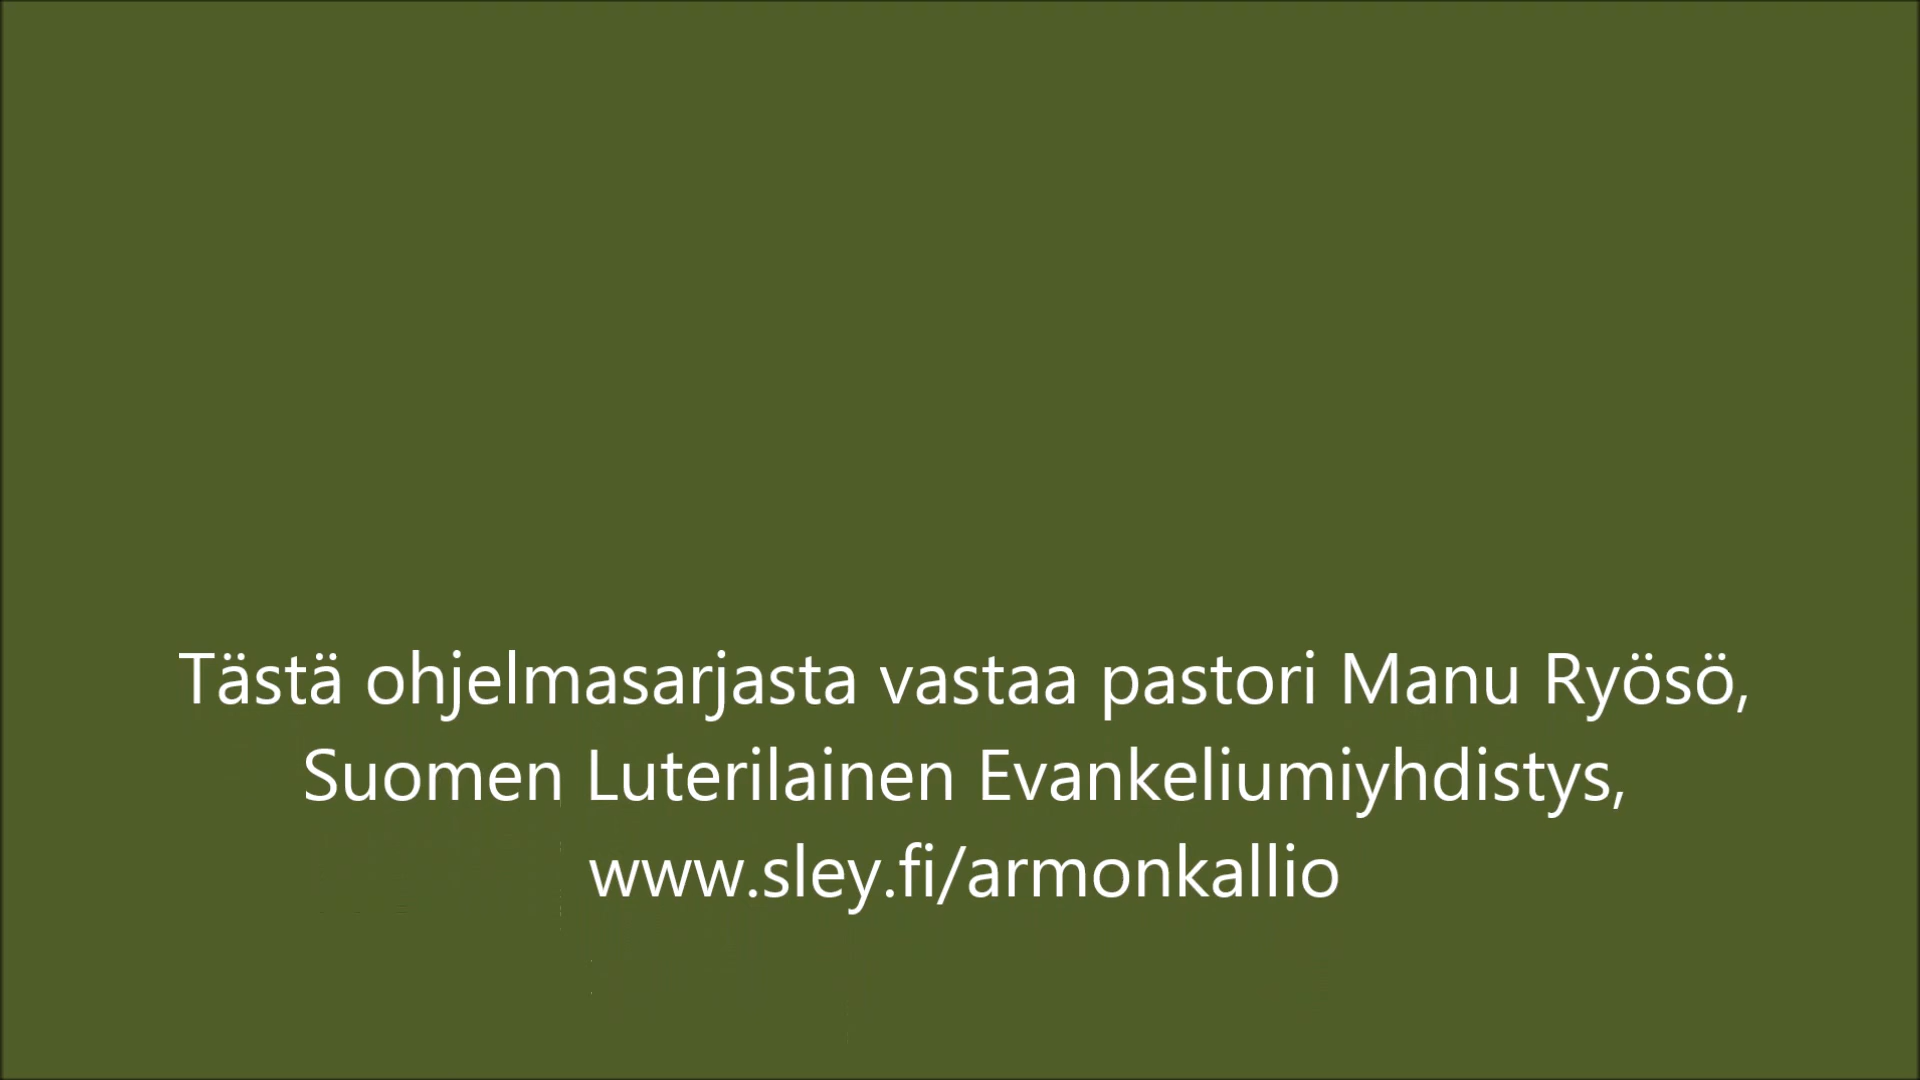 Tästä ohjelmasarjasta vastaa pastori Manu Ryösö,
Suomen Luterilainen Evankeliumiyhdistys,
www.sley.fi/armonkallio